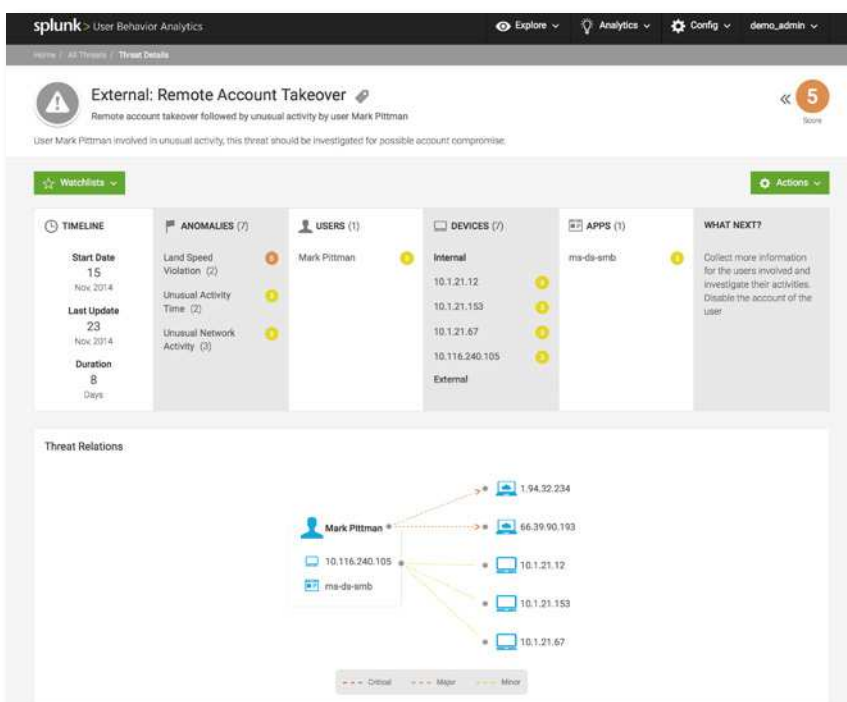 splunk> User Behavior Analytics
Explore
Analytics
Config
demo_admin
Home / All Threats / Threat Details
External: Remote Account Takeover
Remote account takeover followed by unusual activity by user Mark Pittman
« 5
Score
User Mark Pittman involved in unusual activity, this threat should be investigated for possible account compromise.
Watchlists
Actions
TIMELINE
Start Date
15
Nov, 2014
Last Update
23
Nov, 2014
Duration
8
Days
ANOMALIES (7)
Land Speed
Violation (2)
Unusual Activity
Time (2)
Unusual Network
Activity (3)
USERS (1)
Mark Pittman
DEVICES (7)
Internal
10.1.21.12
10.1.21.153
10.1.21.67
10.116.240.105
External
APPS (1)
ms-ds-smb
WHAT NEXT?
Collect more information
for the users involved and
investigate their activities.
Disable the account of the
user
Threat Relations
Mark Pittman
10.116.240.105
ms-ds-smb
1.94.32.234
66.39.90.193
10.1.21.12
10.1.21.153
10.1.21.67
Critical
Major
Minor